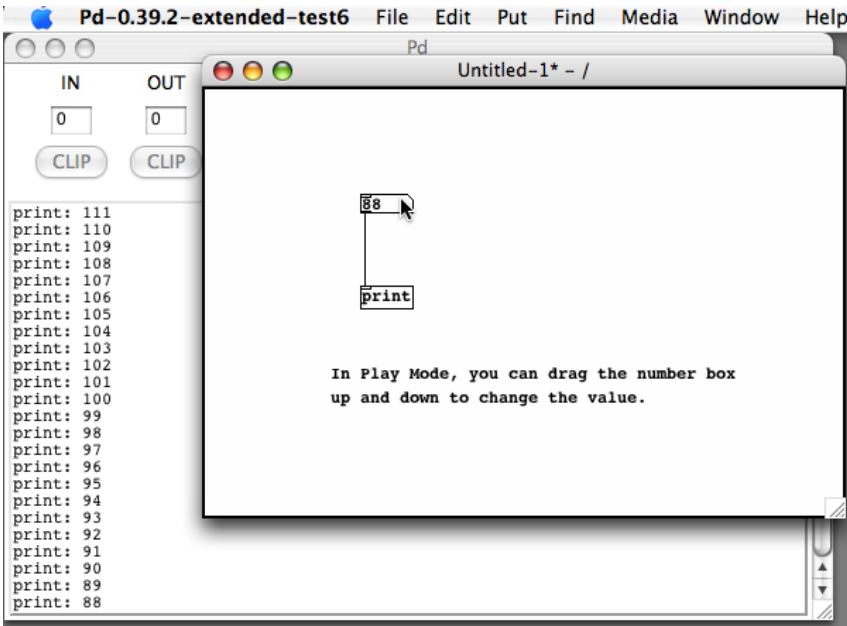 Pd-0.39.2-extended-test6 File Edit Put Find Media Window Help
Pd
Untitled-1* - /
IN OUT
0 0
CLIP CLIP
print: 111
print: 110
print: 109
print: 108
print: 107
print: 106
print: 105
print: 104
print: 103
print: 102
print: 101
print: 100
print: 99
print: 98
print: 97
print: 96
print: 95
print: 94
print: 93
print: 92
print: 91
print: 90
print: 89
print: 88
88
print
In Play Mode, you can drag the number box
up and down to change the value.